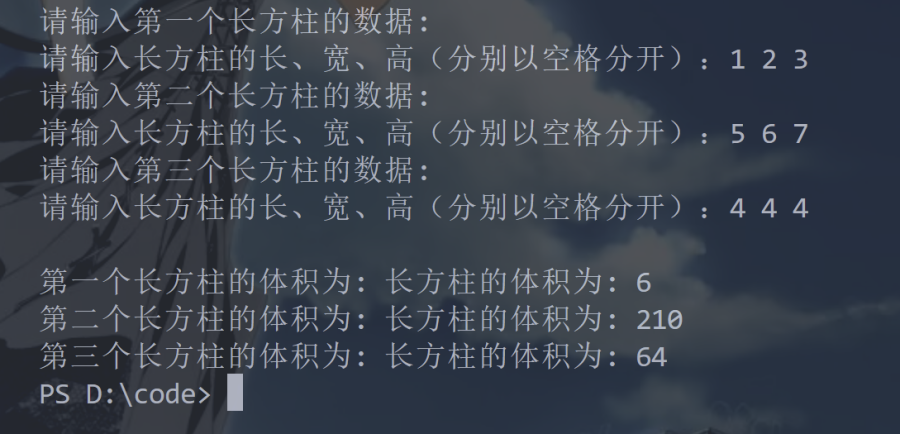 请输入第一个长方柱的数据:
请输入长方柱的长、宽、高（分别以空格分开）：1 2 3
请输入第二个长方柱的数据:
请输入长方柱的长、宽、高（分别以空格分开）：5 6 7
请输入第三个长方柱的数据:
请输入长方柱的长、宽、高（分别以空格分开）：4 4 4
第一个长方柱的体积为: 长方柱的体积为: 6
第二个长方柱的体积为: 长方柱的体积为: 210
第三个长方柱的体积为: 长方柱的体积为: 64
PS D:\code>